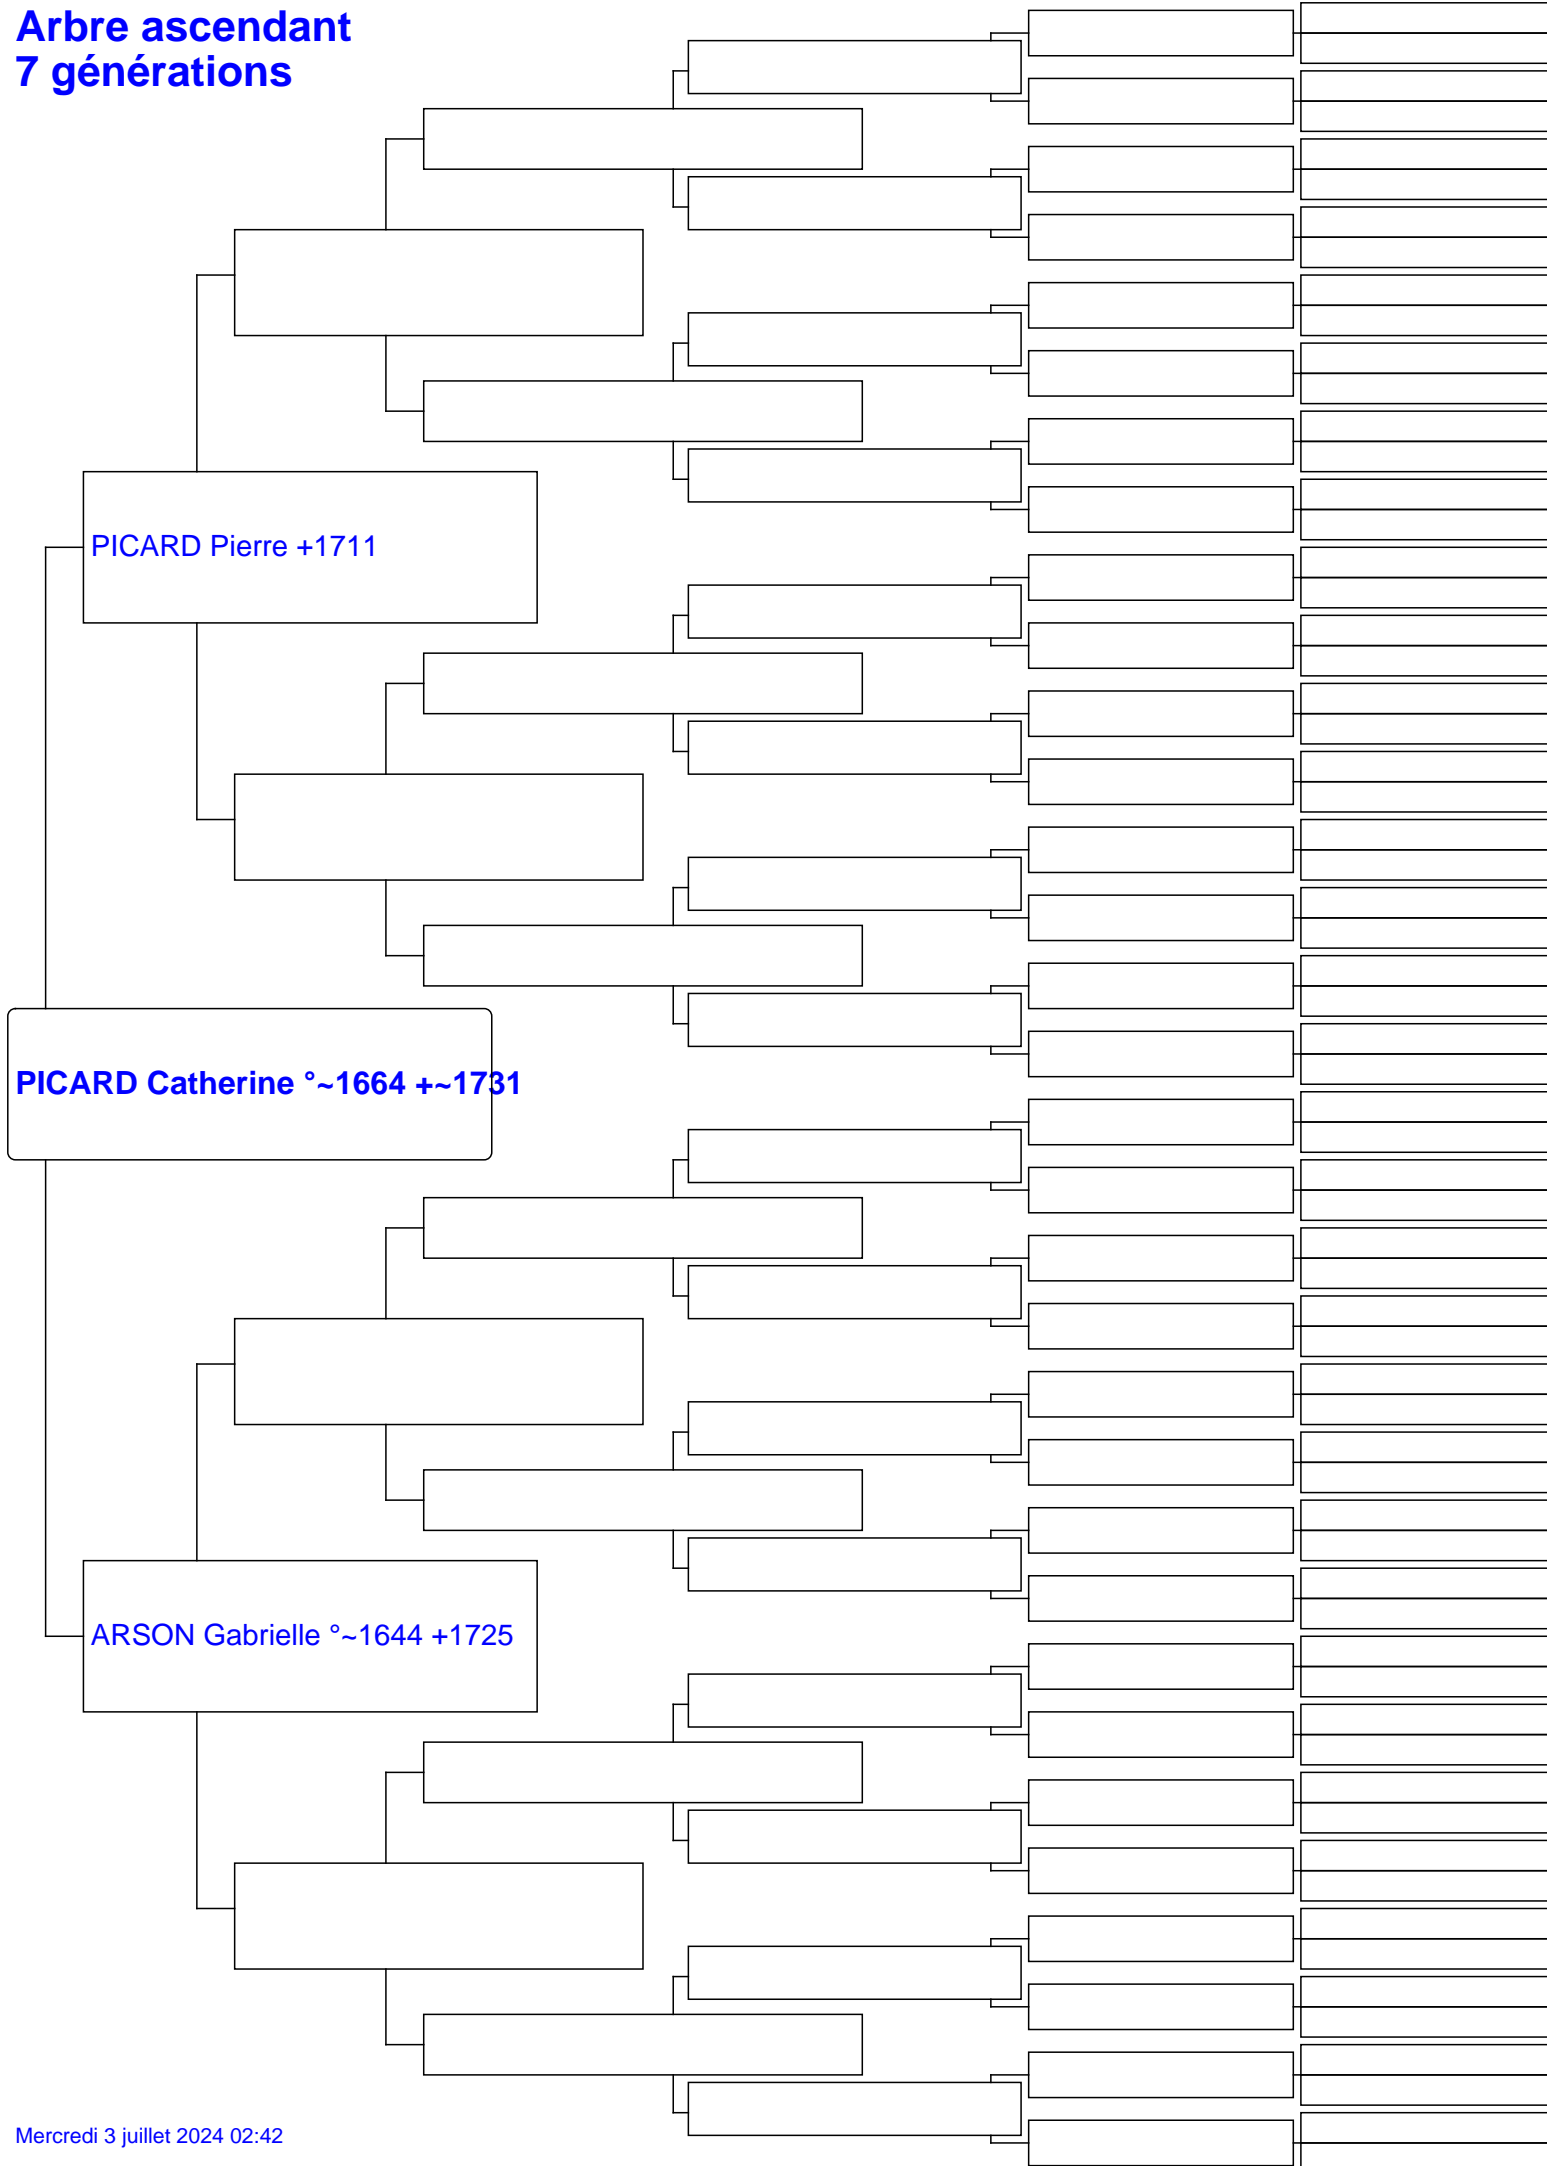 Arbre ascendant
7 générations
PICARD Pierre +1711
PICARD Catherine °~1664 +~1731
ARSON Gabrielle °~1644 +1725
Mercredi 3 juillet 2024 02:42